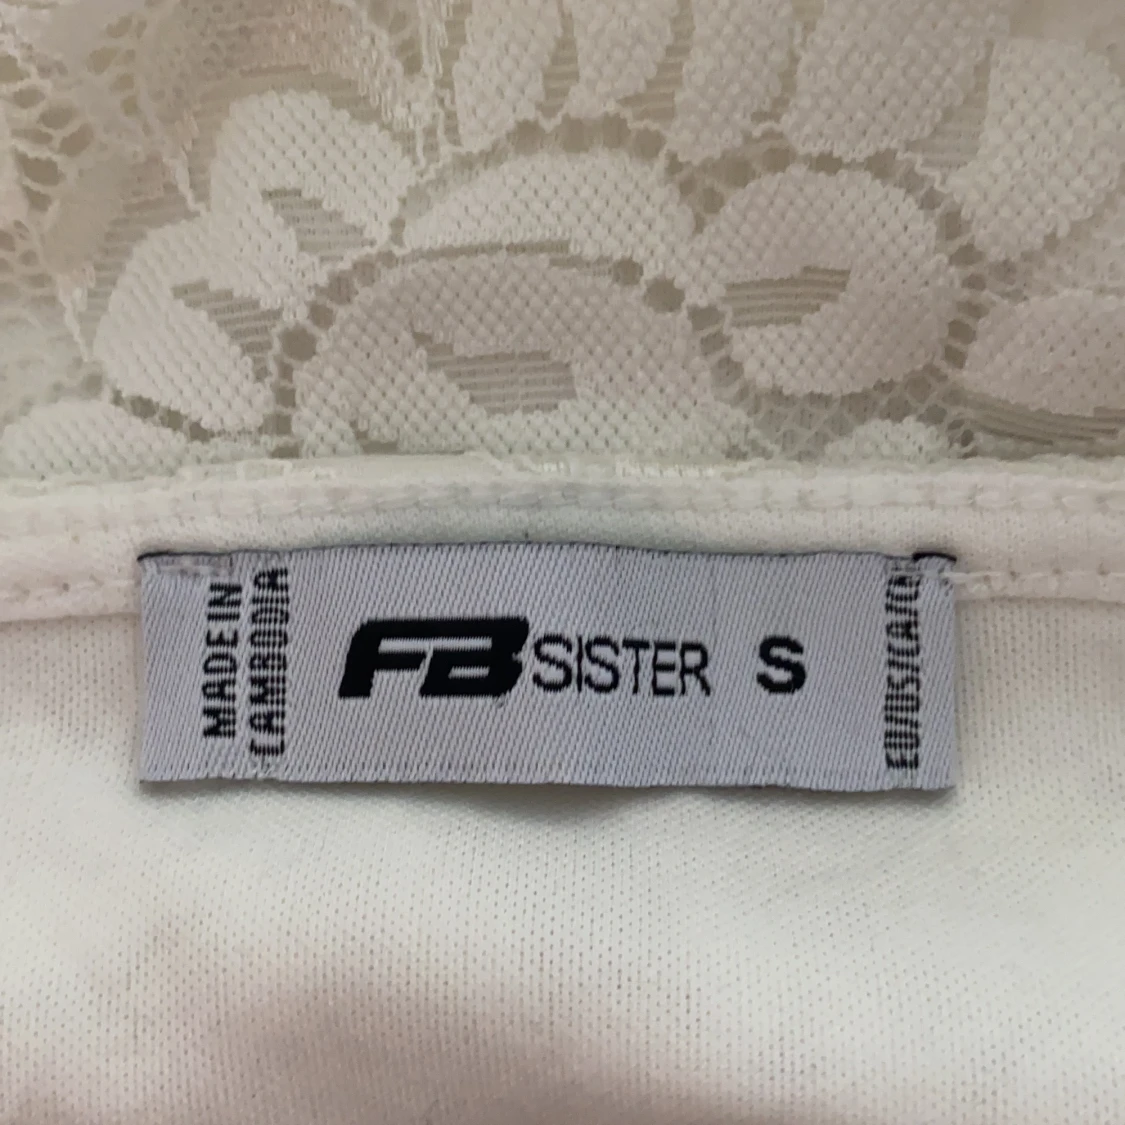 MADE IN
CAMBODIA
FB SISTER S
EU/US/CA/CN